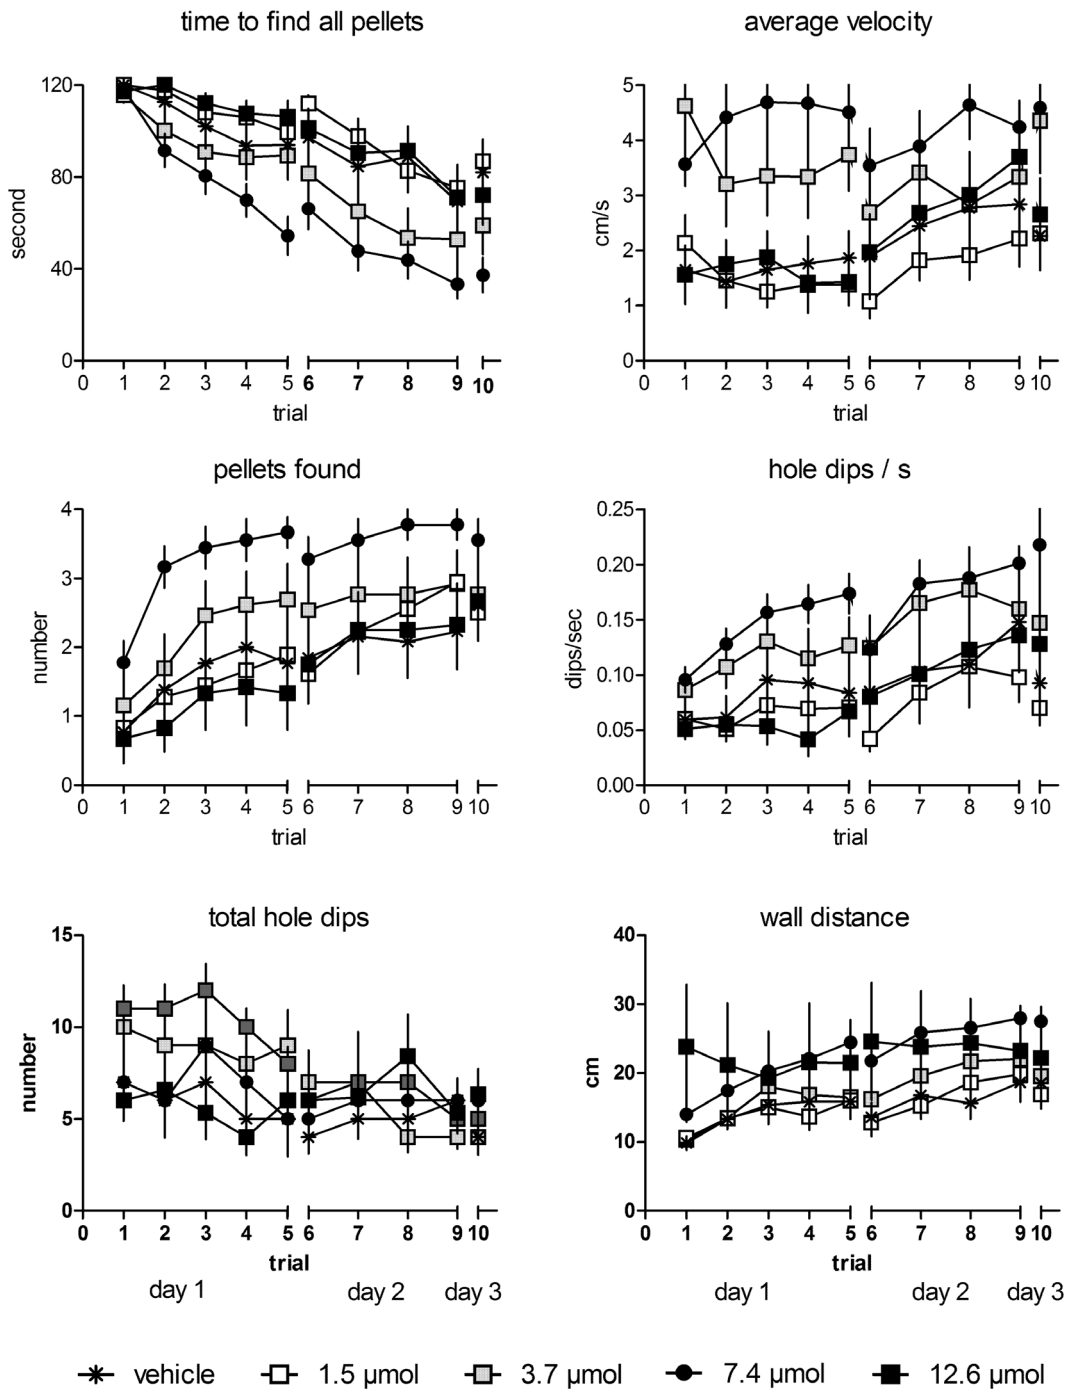 time to find all pellets
average velocity
120
80
40
0
second
0 1 2 3 4 5 6 7 8 9 10
trial
5
4
3
2
1
0
cm/s
0 1 2 3 4 5 6 7 8 9 10
trial
pellets found
hole dips / s
4
3
2
1
0
number
0 1 2 3 4 5 6 7 8 9 10
trial
0.25
0.20
0.15
0.10
0.05
0.00
dips/sec
0 1 2 3 4 5 6 7 8 9 10
trial
total hole dips
wall distance
15
10
5
0
number
0 1 2 3 4 5 6 7 8 9 10
trial
day 1 day 2 day 3
40
30
20
10
0
cm
0 1 2 3 4 5 6 7 8 9 10
trial
day 1 day 2 day 3
vehicle 1.5 µmol 3.7 µmol 7.4 µmol 12.6 µmol